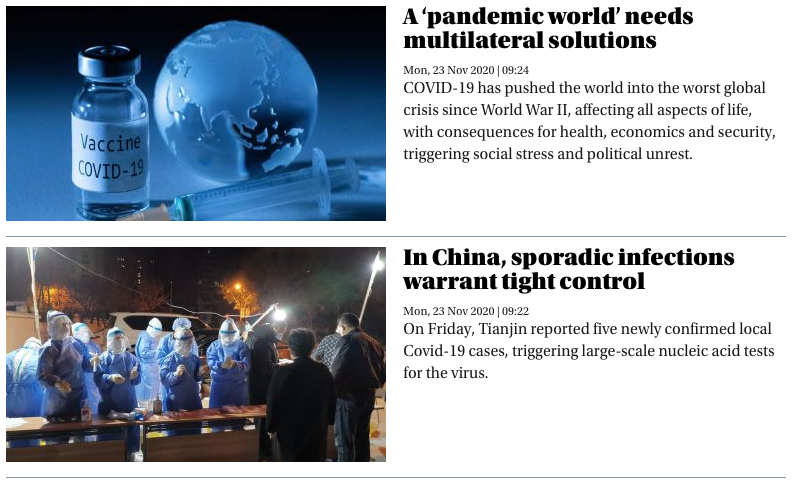 Vaccine
COVID-19
A ‘pandemic world’ needs
multilateral solutions
Mon, 23 Nov 2020 | 09:24
COVID-19 has pushed the world into the worst global
crisis since World War II, affecting all aspects of life,
with consequences for health, economics and security,
triggering social stress and political unrest.
In China, sporadic infections
warrant tight control
Mon, 23 Nov 2020 | 09:22
On Friday, Tianjin reported five newly confirmed local
Covid-19 cases, triggering large-scale nucleic acid tests
for the virus.